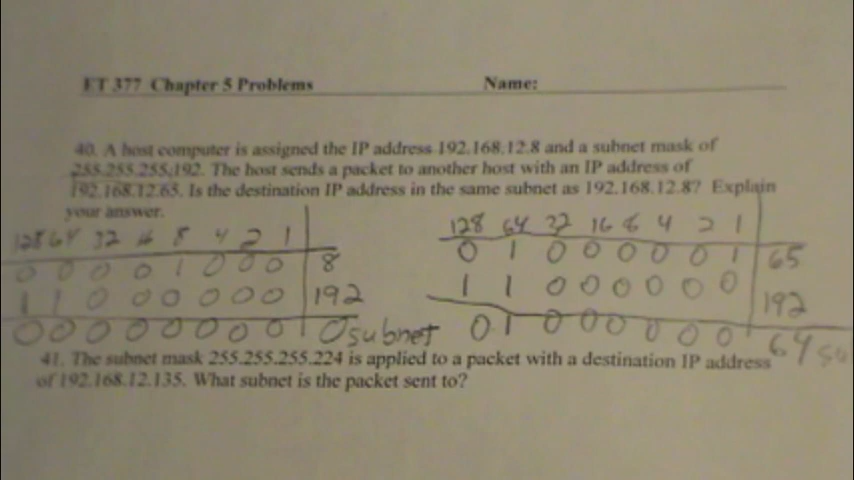 ET 377 Chapter 5 Problems Name:
40. A host computer is assigned the IP address 192.168.12.8 and a subnet mask of
255.255.255.192. The host sends a packet to another host with an IP address of
192.168.12.65. Is the destination IP address in the same subnet as 192.168.12.8? Explain
your answer.
128 64 32 16 8 4 2 1
0 0 0 0 1 0 0 0 8
1 1 0 0 0 0 0 0 192
0 0 0 0 0 0 0 0 0 subnet
128 64 32 16 8 4 2 1
0 1 0 0 0 0 0 1 65
1 1 0 0 0 0 0 0 192
0 1 0 0 0 0 0 0 64
41. The subnet mask 255.255.255.224 is applied to a packet with a destination IP address
of 192.168.12.135. What subnet is the packet sent to?